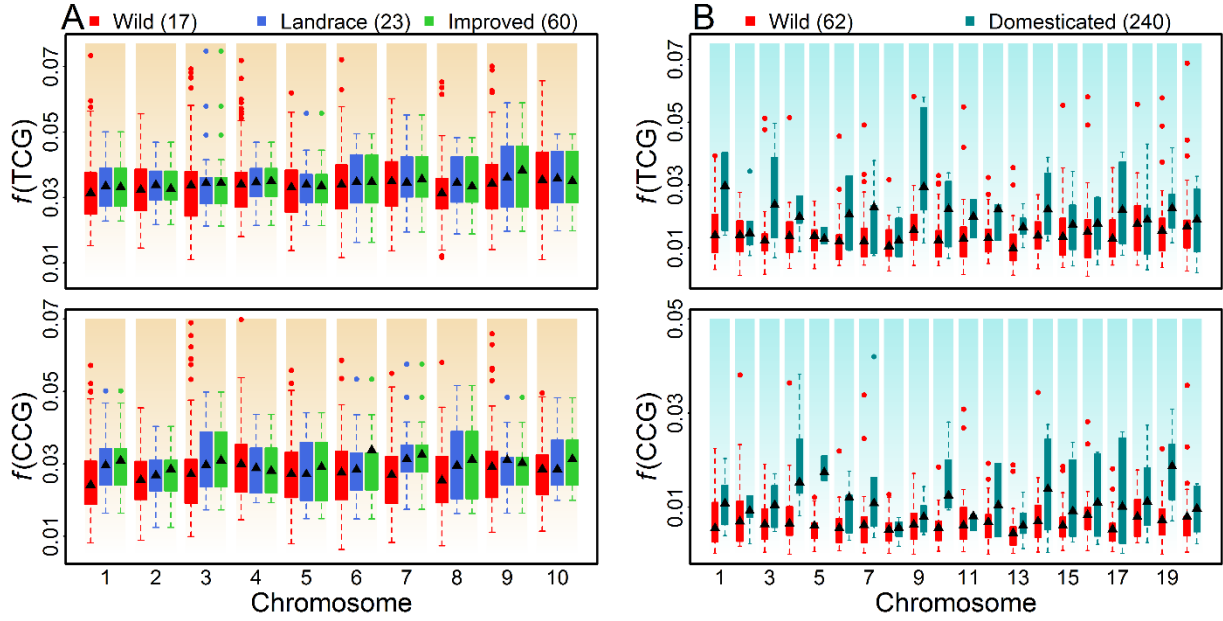 A
Wild (17) Landrace (23) Improved (60)
f(TCG)
0.07
0.05
0.03
0.01
f(CCG)
0.07
0.05
0.03
0.01
1 2 3 4 5 6 7 8 9 10
Chromosome
B
Wild (62) Domesticated (240)
f(TCG)
0.07
0.05
0.03
0.01
f(CCG)
0.05
0.03
0.01
1 3 5 7 9 11 13 15 17 19
Chromosome